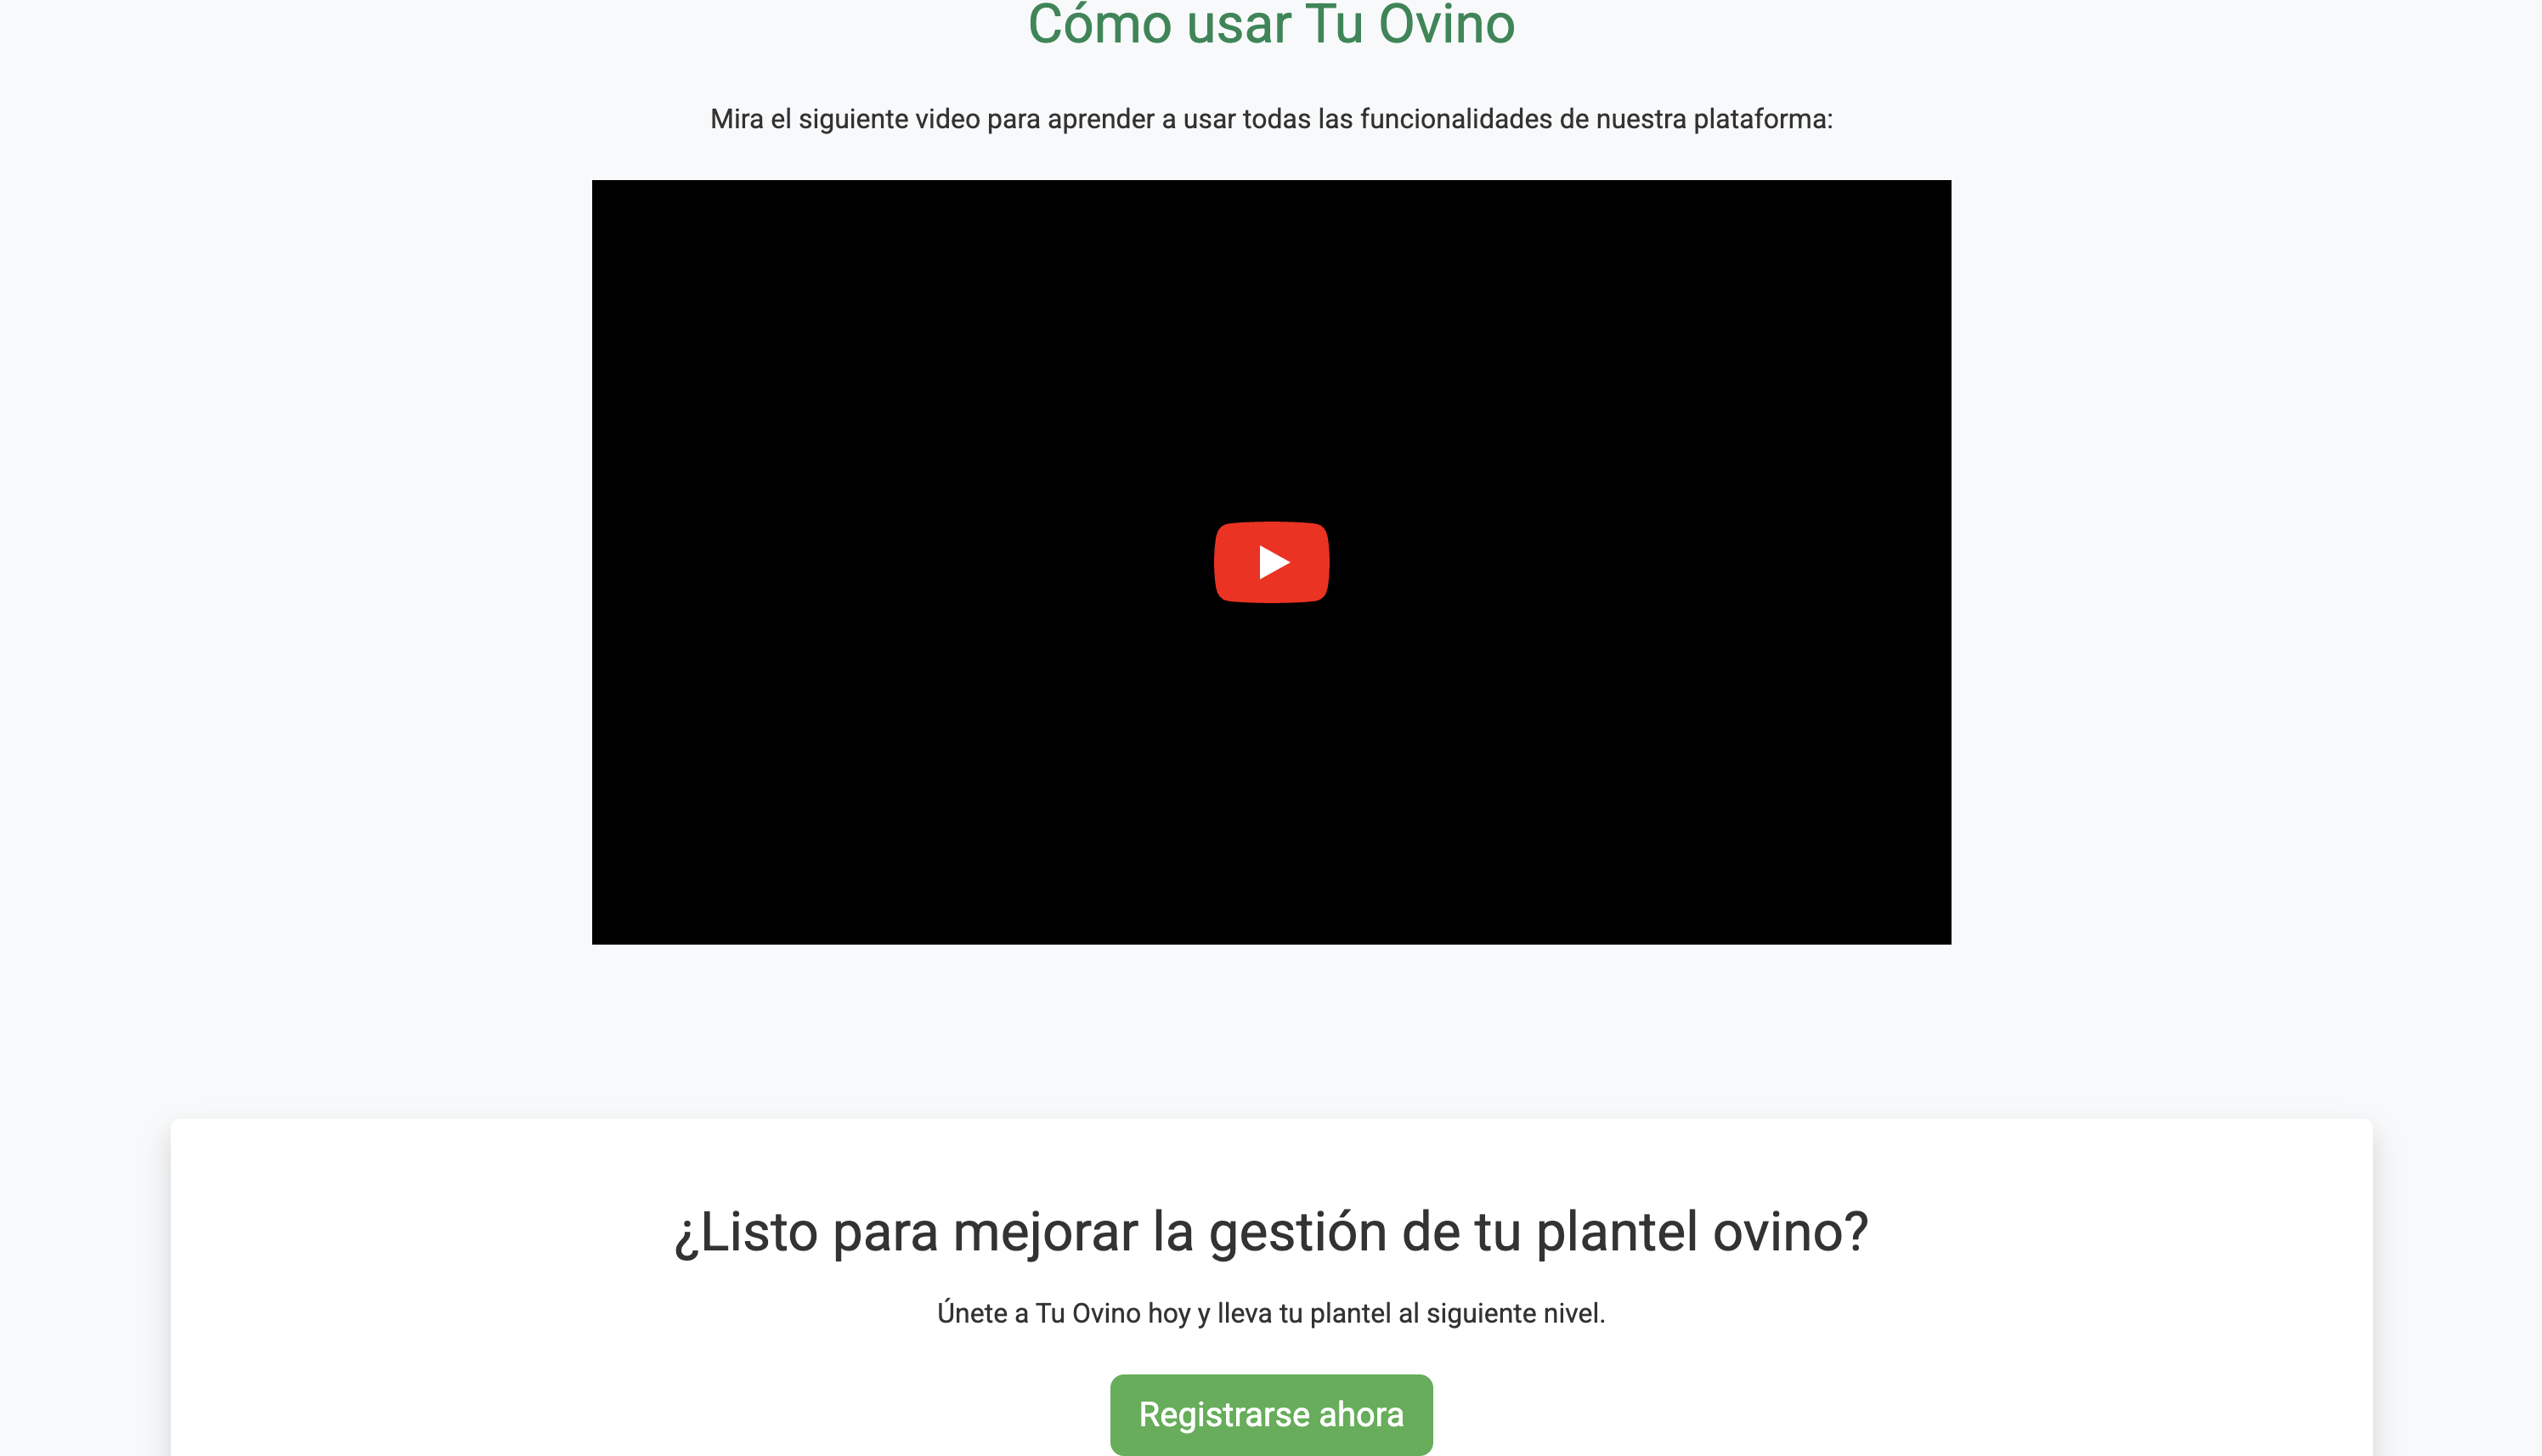 Cómo usar Tu Ovino
Mira el siguiente video para aprender a usar todas las funcionalidades de nuestra plataforma:
¿Listo para mejorar la gestión de tu plantel ovino?
Únete a Tu Ovino hoy y lleva tu plantel al siguiente nivel.
Registrarse ahora